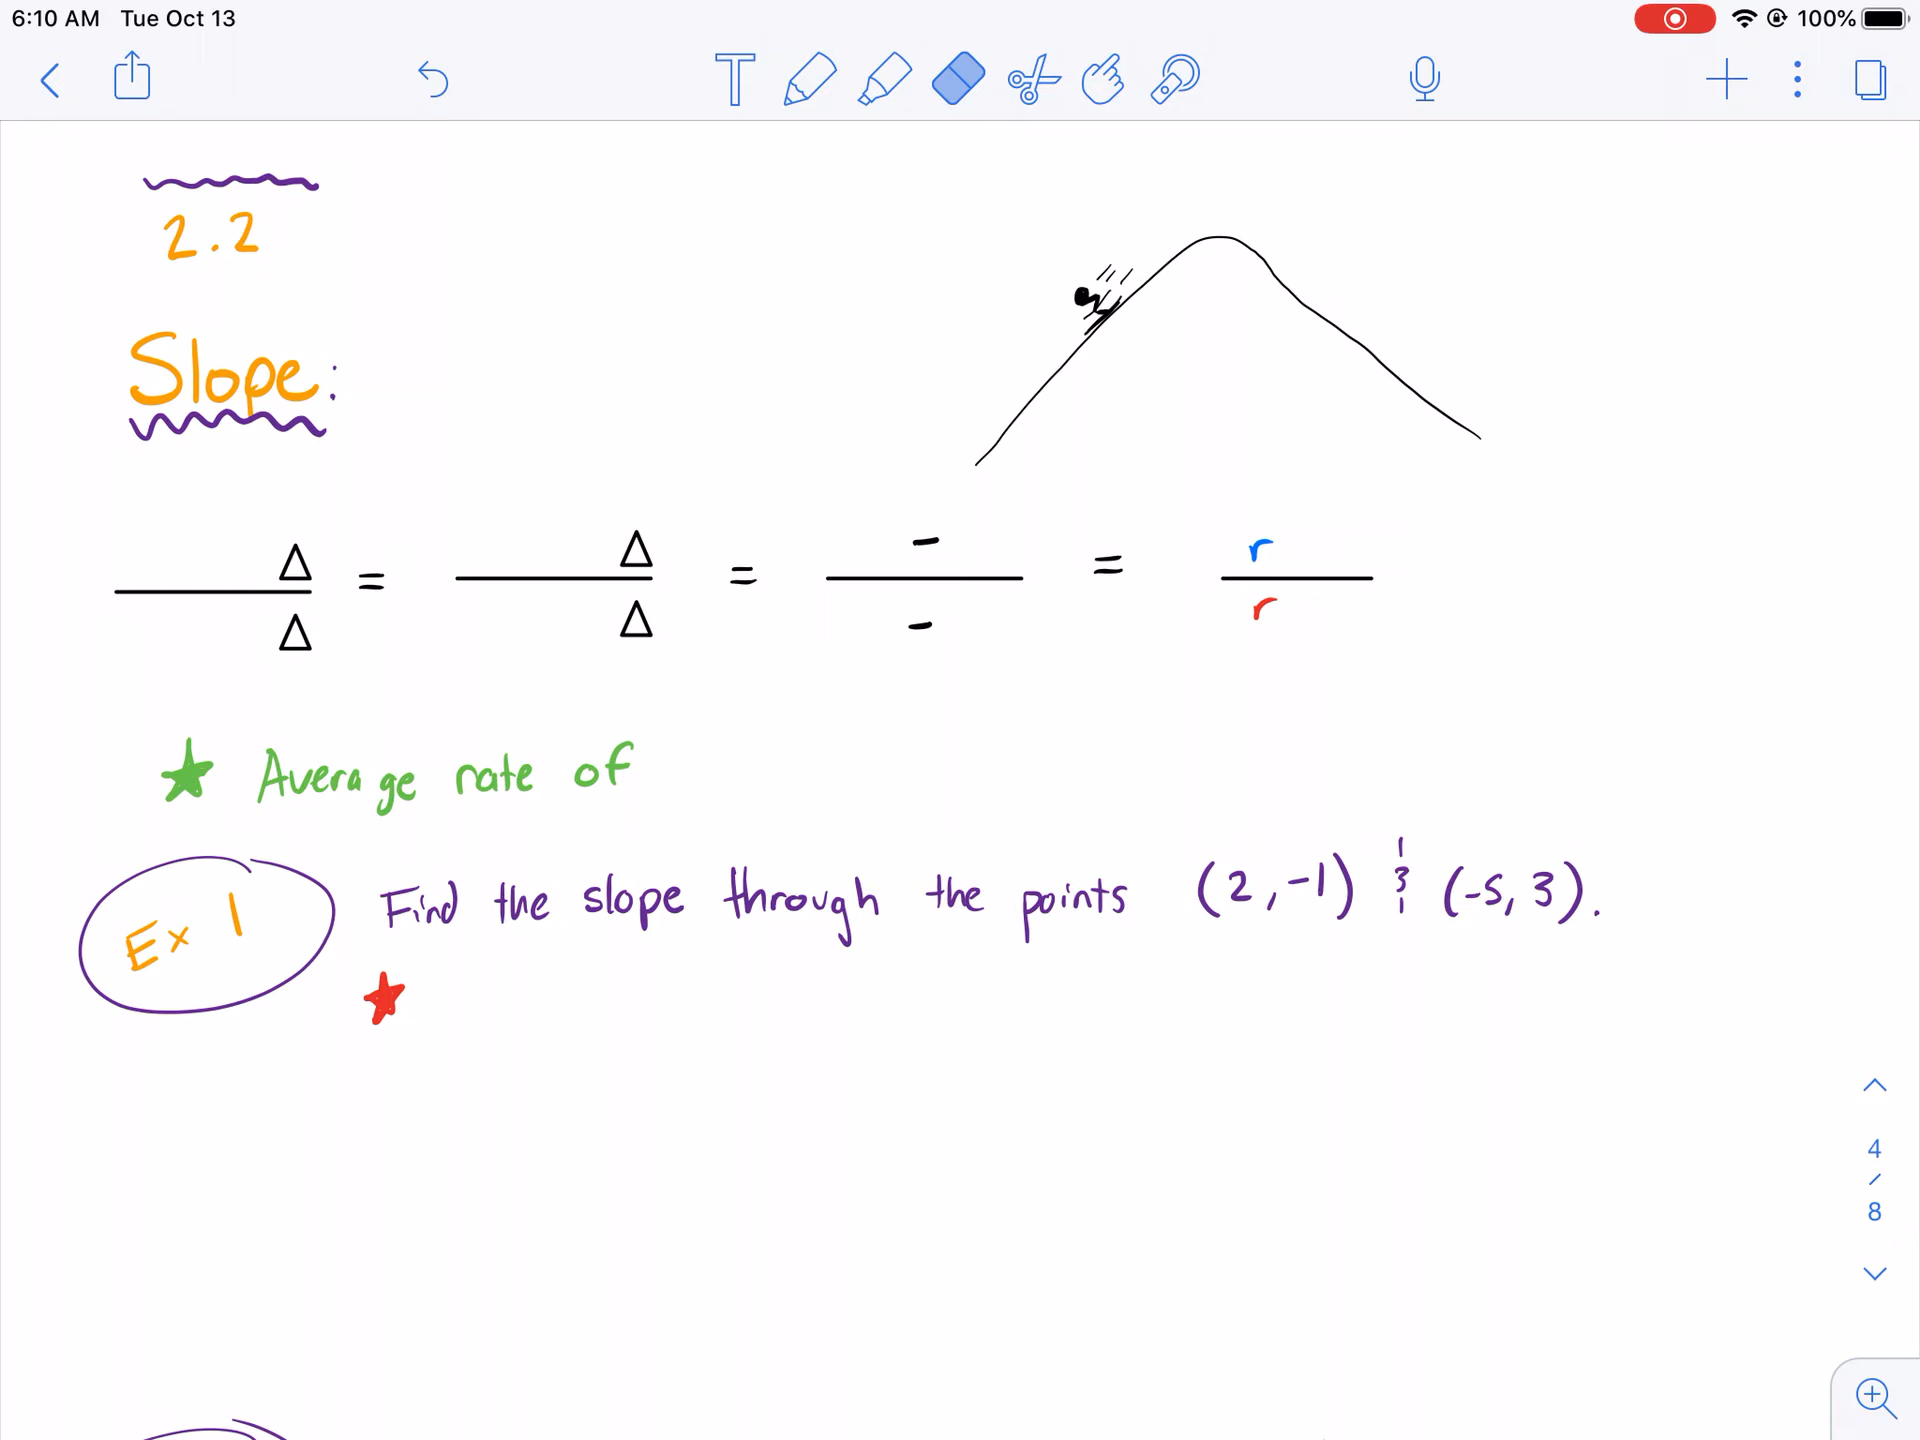 6:10 AM Tue Oct 13 100%
2.2
Slope:
Δ = Δ = - = r
Δ Δ - r
★ Average rate of
Ex 1 Find the slope through the points (2,-1) & (-5,3).
★
4
/
8